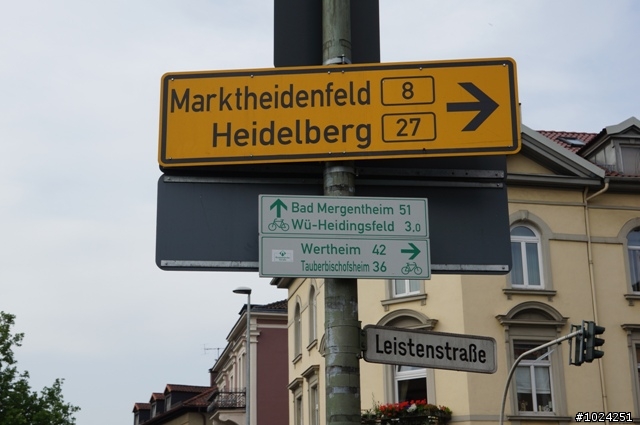 Marktheidenfeld 8
Heidelberg 27
Bad Mergentheim 51
Wü-Heidingsfeld 3,0
Wertheim 42
Tauberbischofsheim 36
Leistenstraße
#1024251